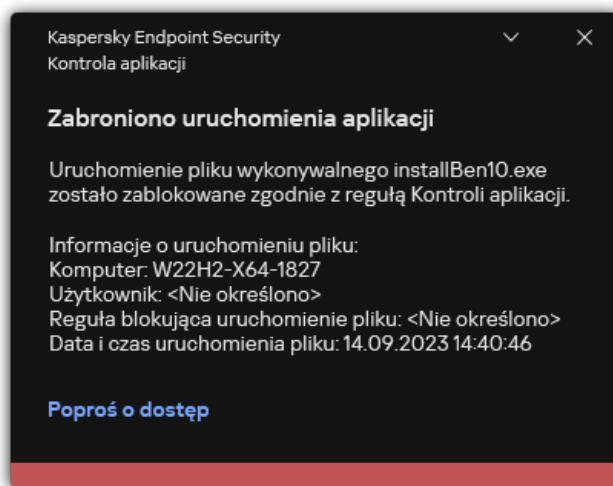 Kaspersky Endpoint Security
Kontrola aplikacji
Zabroniono uruchomienia aplikacji
Uruchomienie pliku wykonywalnego installBen10.exe
zostało zablokowane zgodnie z regułą Kontroli aplikacji.
Informacje o uruchomieniu pliku:
Komputer: W22H2-X64-1827
Użytkownik: <Nie określono>
Reguła blokująca uruchomienie pliku: <Nie określono>
Data i czas uruchomienia pliku: 14.09.2023 14:40:46
Poproś o dostęp